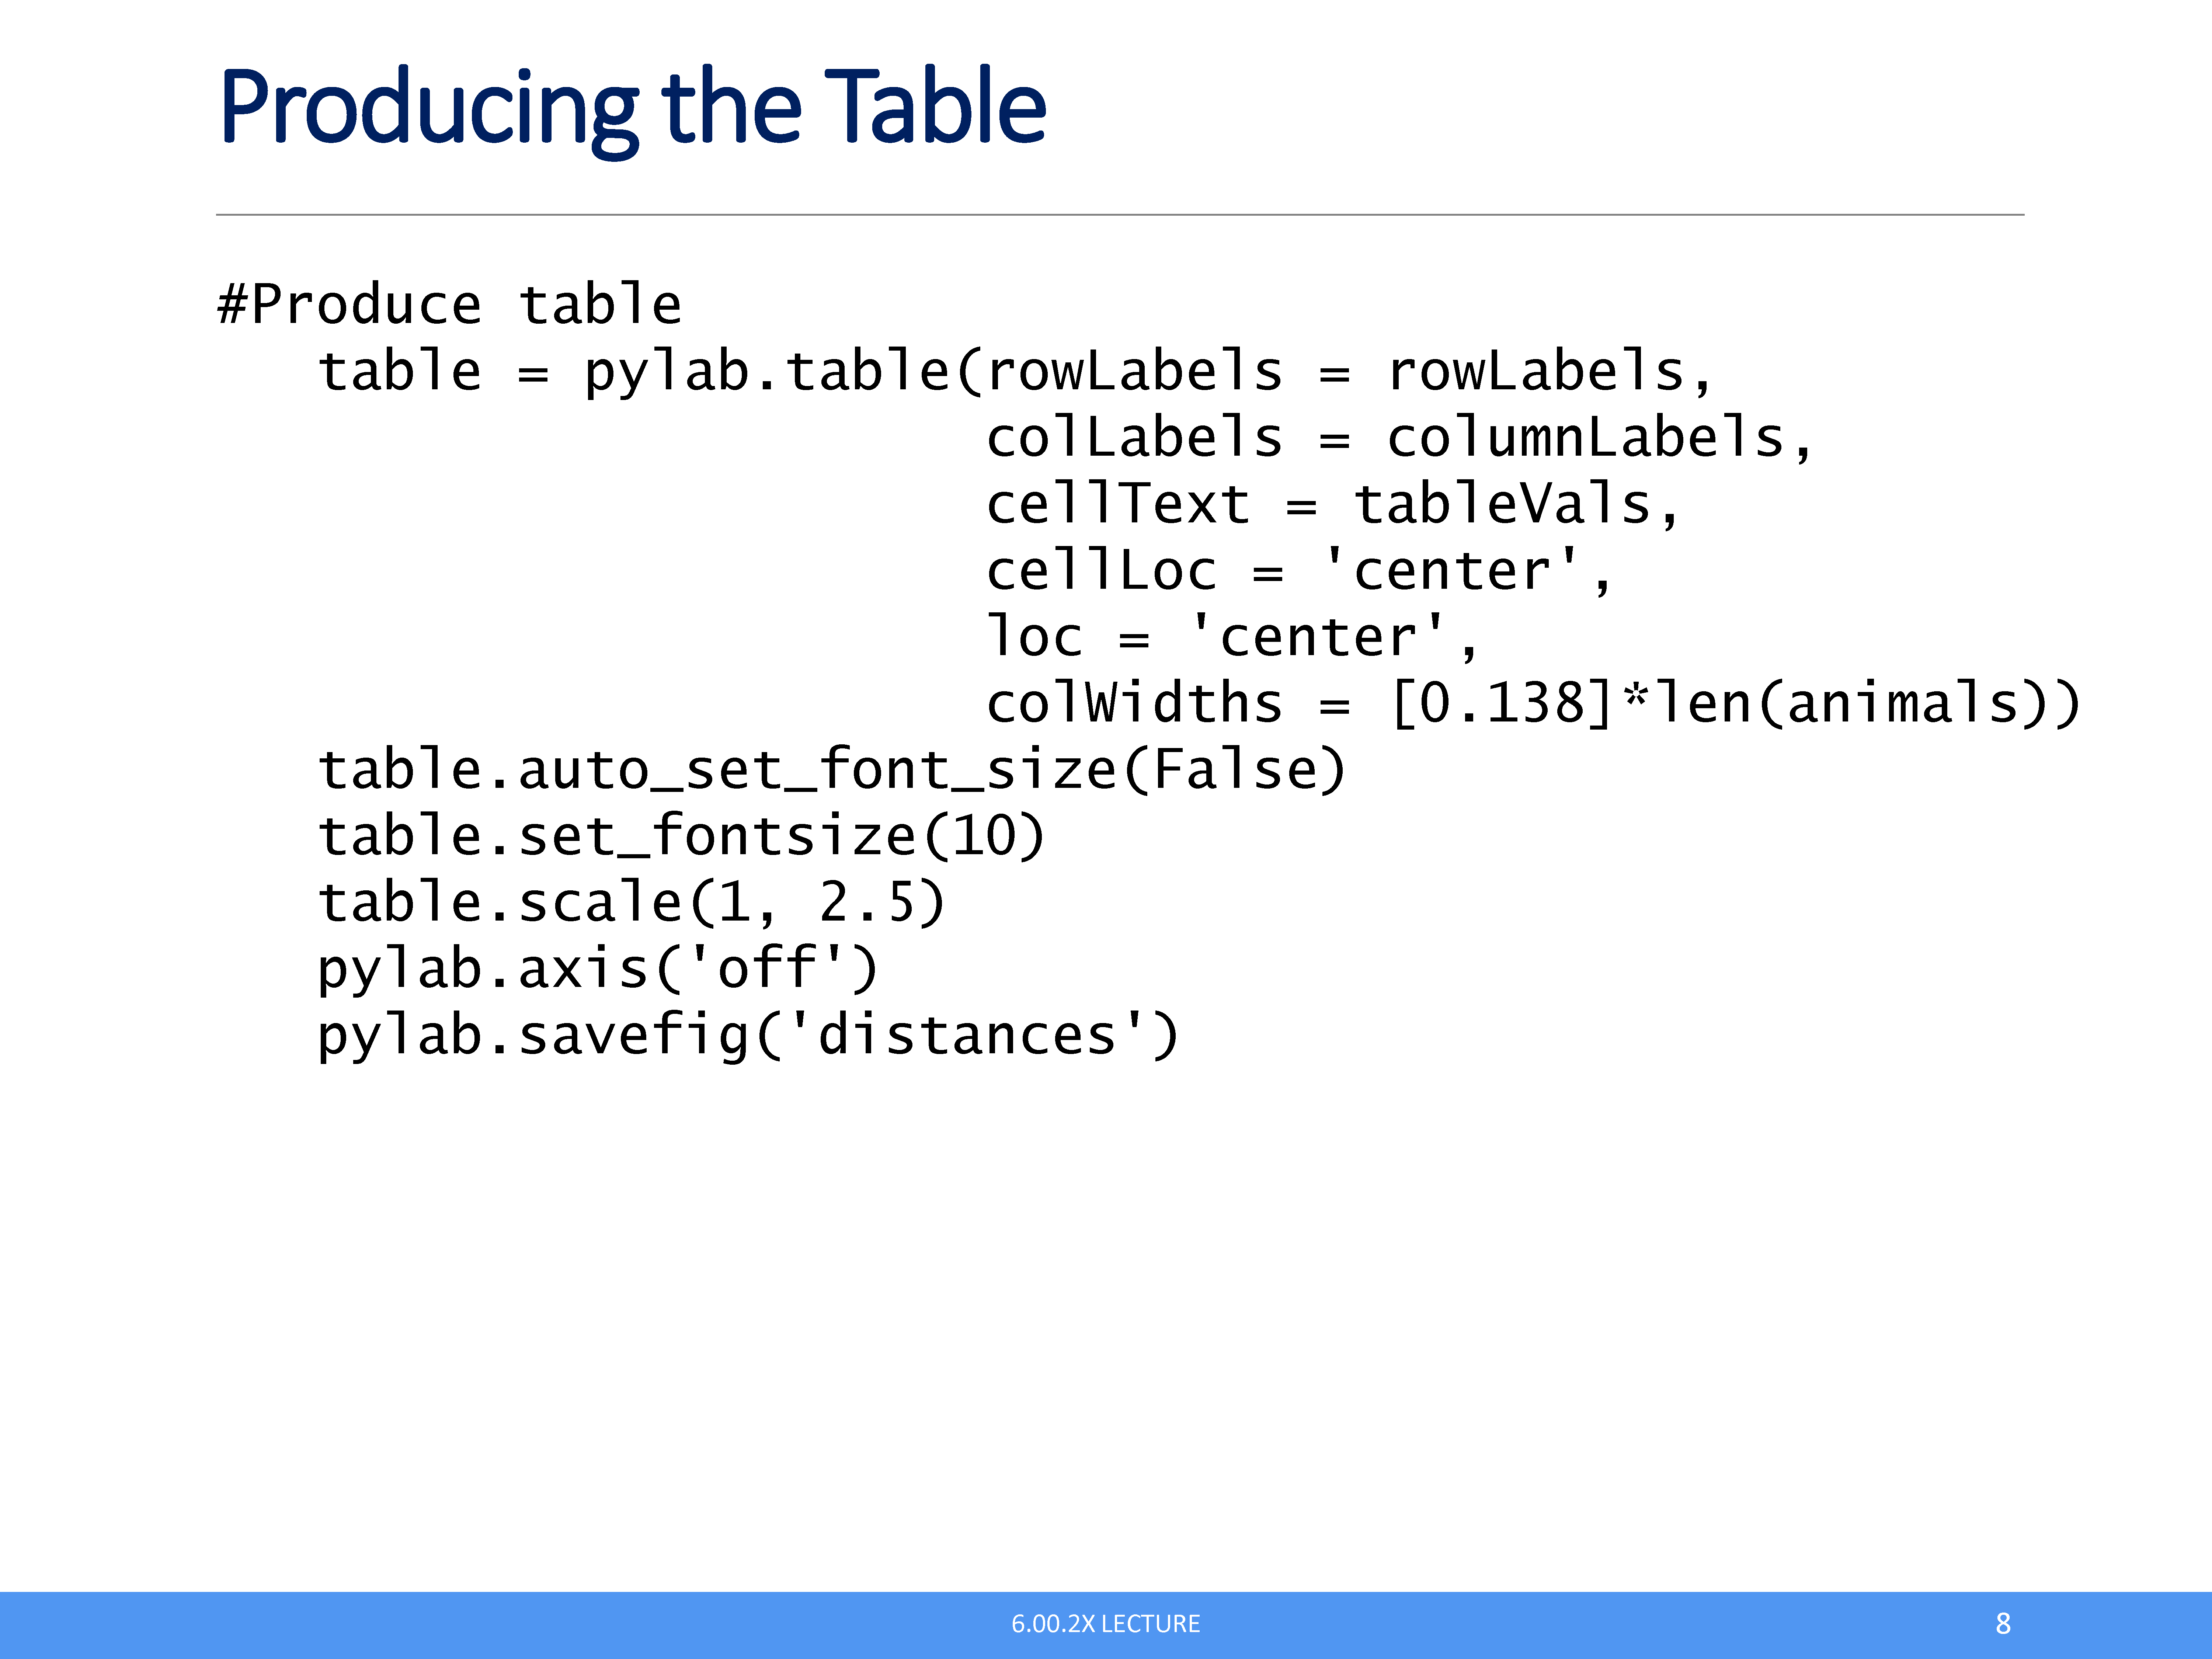 Producing the Table
#Produce table
   table = pylab.table(rowLabels = rowLabels,
                       colLabels = columnLabels,
                       cellText = tableVals,
                       cellLoc = 'center',
                       loc = 'center',
                       colWidths = [0.138]*len(animals))
   table.auto_set_font_size(False)
   table.set_fontsize(10)
   table.scale(1, 2.5)
   pylab.axis('off')
   pylab.savefig('distances')
6.00.2X LECTURE
8